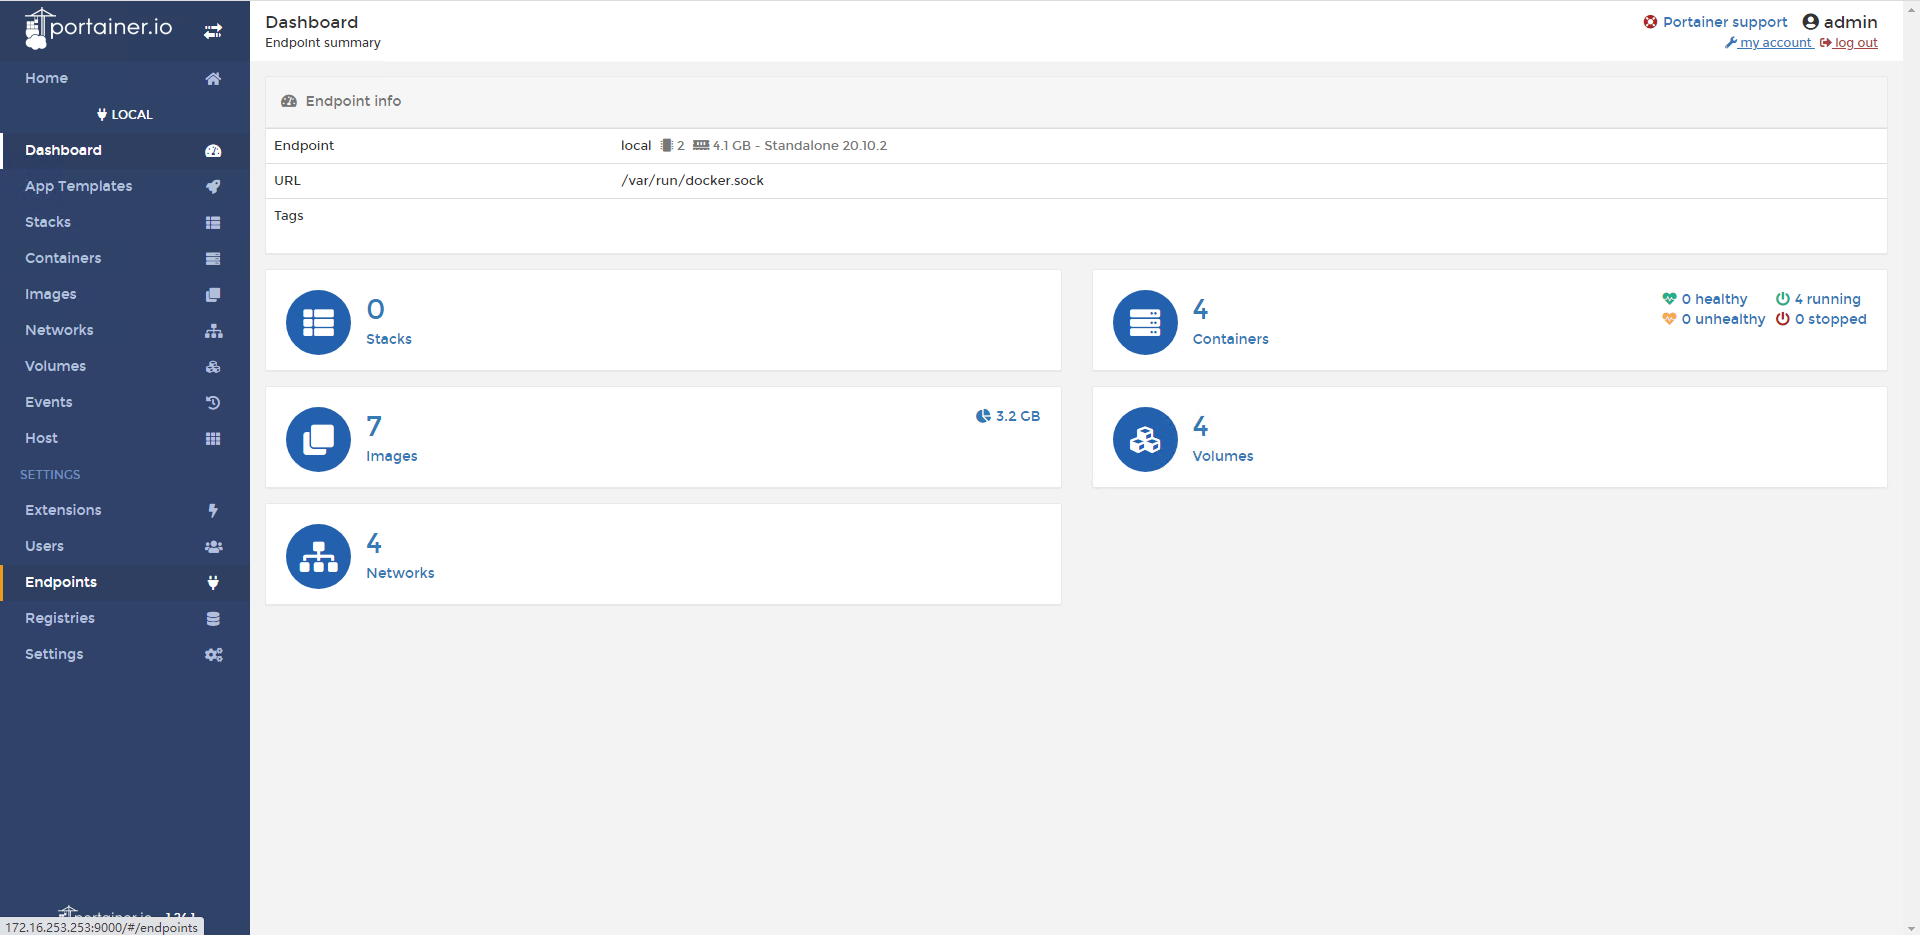 portainer.io
Home
LOCAL
Dashboard
App Templates
Stacks
Containers
Images
Networks
Volumes
Events
Host
SETTINGS
Extensions
Users
Endpoints
Registries
Settings
172.16.253.253:9000/#/endpoints
Dashboard
Endpoint summary
Portainer support admin
my account log out
Endpoint info
Endpoint local 2 4.1 GB - Standalone 20.10.2
URL /var/run/docker.sock
Tags
0
Stacks
4
Containers
0 healthy 4 running
0 unhealthy 0 stopped
7
Images
3.2 GB
4
Volumes
4
Networks